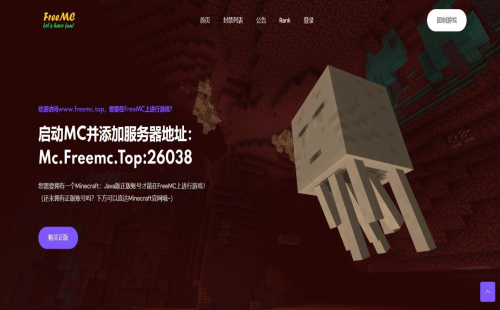 FreeMC
Let's have fun!
首页 封禁列表 公告 Rank 登录
即刻游戏
欢迎访问www.freemc.top，想要在FreeMC上进行游戏？
启动MC并添加服务器地址：
Mc.Freemc.Top:26038
您需要拥有一个Minecraft：Java版正版账号才能在FreeMC上进行游戏！
(还未拥有正版账号吗？下方可以直达Minecraft官网哦~)
购买正版